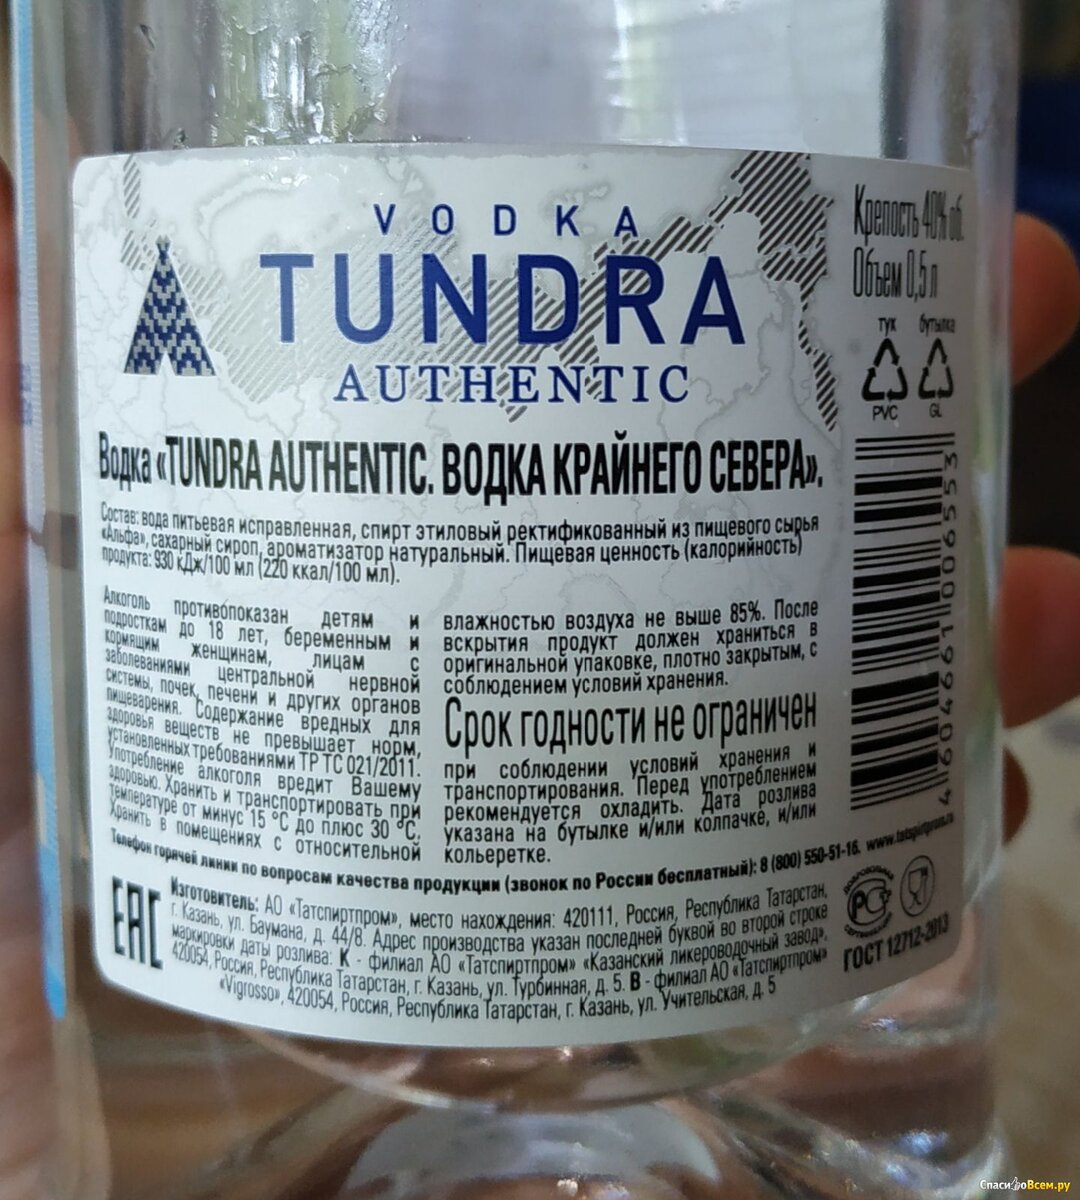 VODKA
TUNDRA
AUTHENTIC
Крепость 40% об.
Объем 0,5 л
тук бутылка
PVC GL
Водка «TUNDRA AUTHENTIC. ВОДКА КРАЙНЕГО СЕВЕРА».
Состав: вода питьевая исправленная, спирт этиловый ректификованный из пищевого сырья
«Альфа», сахарный сироп, ароматизатор натуральный. Пищевая ценность (калорийность)
продукта: 930 кДж/100 мл (220 ккал/100 мл).
Алкоголь противопоказан детям и
подросткам до 18 лет, беременным и
кормящим женщинам, лицам с
заболеваниями центральной нервной
системы, почек, печени и других органов
пищеварения. Содержание вредных для
здоровья веществ не превышает норм,
установленных требованиями ТР ТС 021/2011.
Употребление алкоголя вредит Вашему
здоровью. Хранить и транспортировать при
температуре от минус 15 °С до плюс 30 °С.
Хранить в помещениях с относительной
влажностью воздуха не выше 85%. После
вскрытия продукт должен храниться в
оригинальной упаковке, плотно закрытым, с
соблюдением условий хранения.
Срок годности не ограничен
при соблюдении условий хранения и
транспортирования. Перед употреблением
рекомендуется охладить. Дата розлива
указана на бутылке и/или колпачке, и/или
кольеретке.
4 604661 006553
Телефон горячей линии по вопросам качества продукции (звонок по России бесплатный): 8 (800) 550-51-16. www.tatspirtprom.ru
ЕАС
Изготовитель: АО «Татспиртпром», место нахождения: 420111, Россия, Республика Татарстан,
г. Казань, ул. Баумана, д. 44/8. Адрес производства указан последней буквой во второй строке
маркировки даты розлива: К - филиал АО «Татспиртпром» «Казанский ликероводочный завод»,
420054, Россия, Республика Татарстан, г. Казань, ул. Турбинная, д. 5. В - филиал АО «Татспиртпром»
«Vigrosso», 420054, Россия, Республика Татарстан, г. Казань, ул. Учительская, д. 5
ДОБРОВОЛЬНАЯ
СЕРТИФИКАЦИЯ
ГОСТ 12712-2013
СпасибоВсем.ру